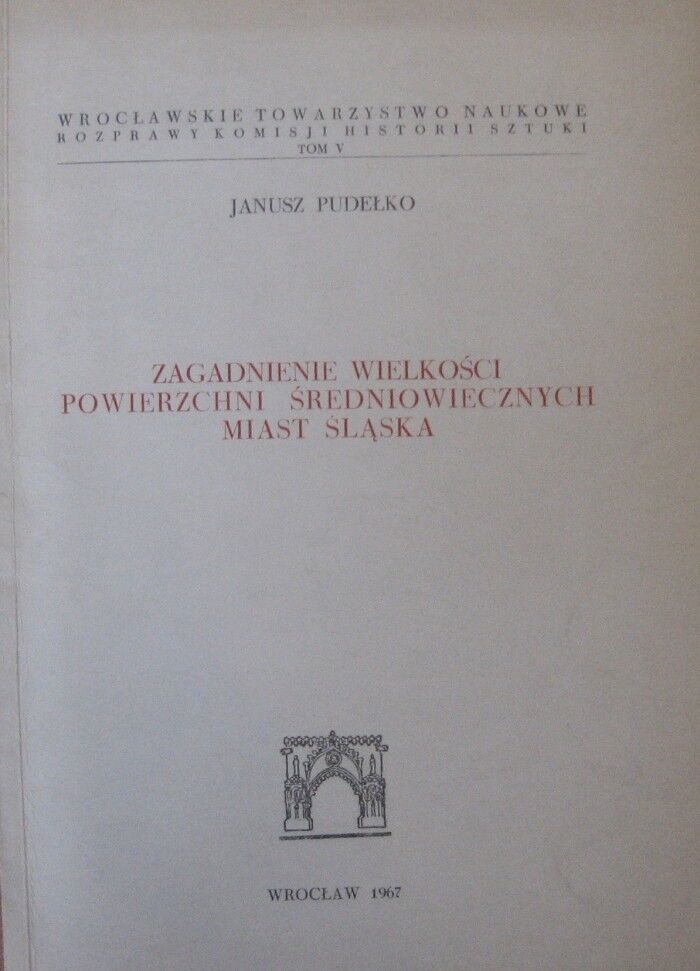 WROCŁAWSKIE TOWARZYSTWO NAUKOWE
ROZPRAWY KOMISJI HISTORII SZTUKI
TOM V
JANUSZ PUDEŁKO
ZAGADNIENIE WIELKOŚCI
POWIERZCHNI ŚREDNIOWIECZNYCH
MIAST ŚLĄSKA
WROCŁAW 1967